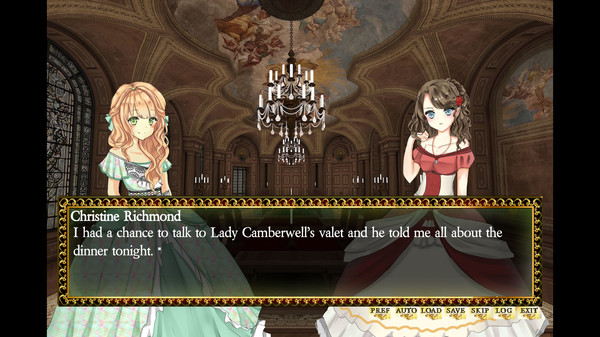 Christine Richmond
I had a chance to talk to Lady Camberwell's valet and he told me all about the
dinner tonight. *
PREF AUTO LOAD SAVE SKIP LOG EXIT